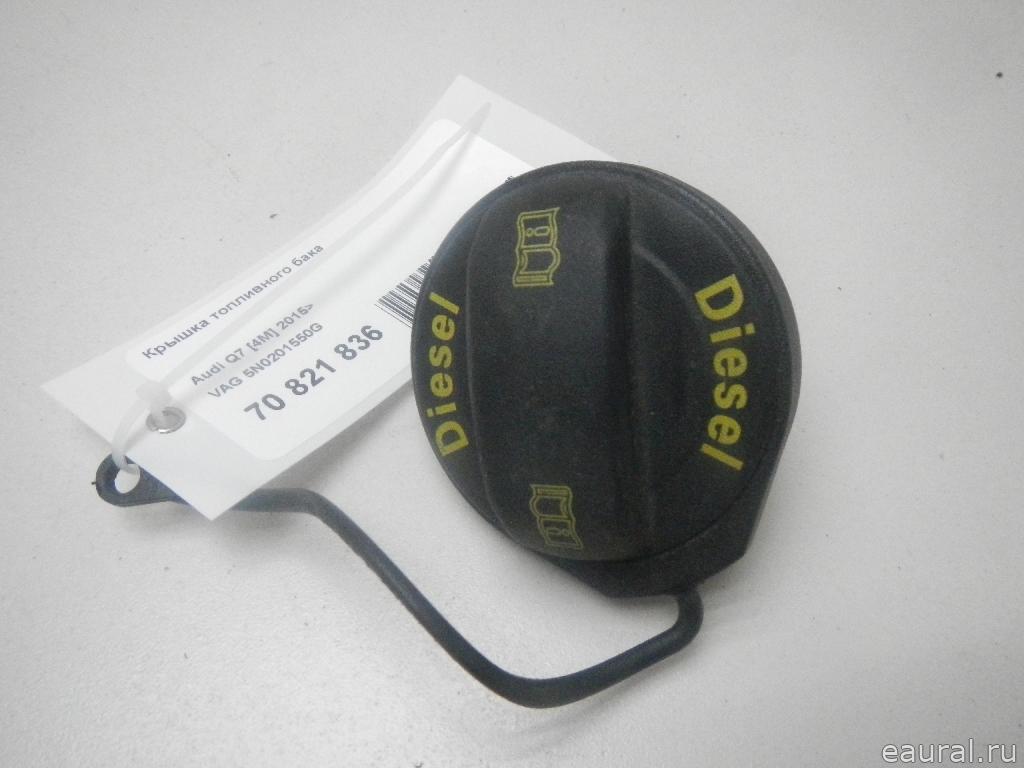 Крышка топливного бака
Audi Q7 [4M] 2015>
VAG 5N0201550G
70 821 836
Diesel
Diesel
eaural.ru